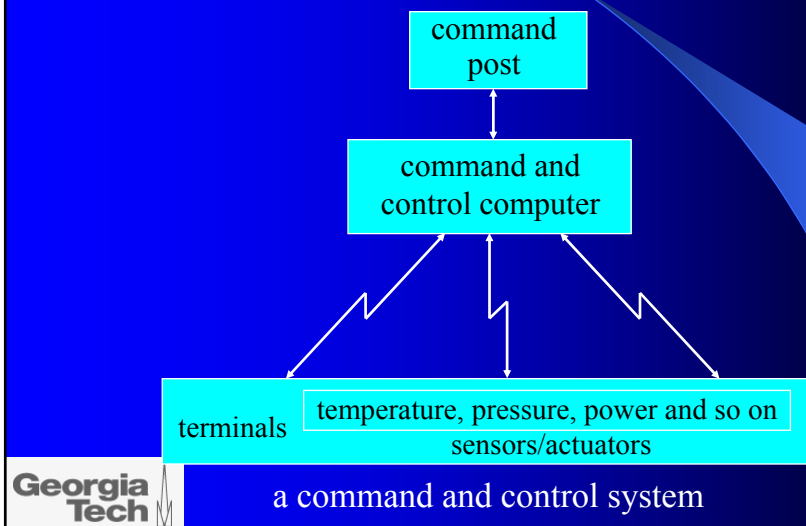 command
post
command and
control computer
terminals
temperature, pressure, power and so on
sensors/actuators
Georgia
Tech
a command and control system